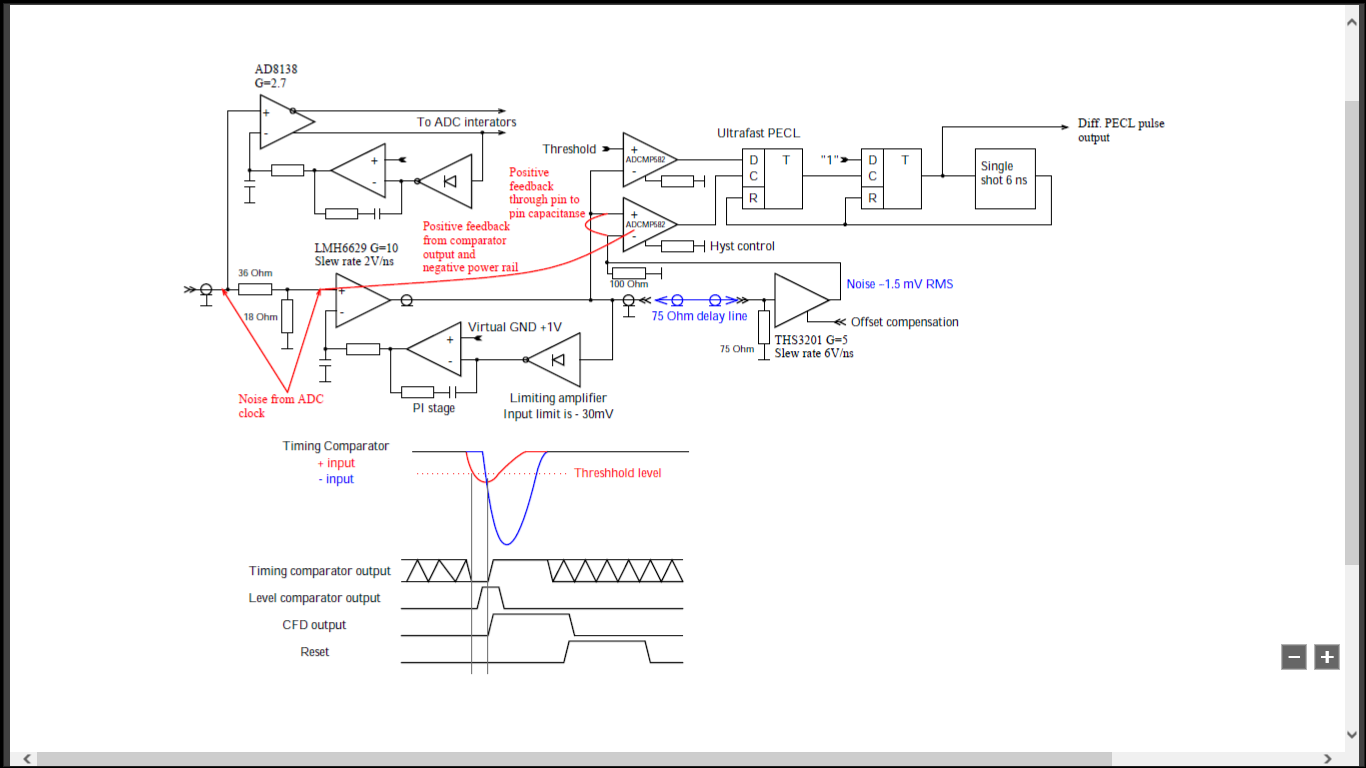 AD8138
G=2.7
+
-
To ADC interators
+
-
Threshold
+
ADCMP582
-
Ultrafast PECL
D
T
C
R
"1"
D
T
C
R
Single
shot 6 ns
Diff. PECL pulse
output
Positive
feedback
through pin to
pin capacitanse
+
ADCMP582
-
Hyst control
Positive feedback
from comparator
output and
negative power rail
LMH6629 G=10
Slew rate 2V/ns
36 Ohm
18 Ohm
+
-
100 Ohm
75 Ohm delay line
Noise ~1.5 mV RMS
Offset compensation
THS3201 G=5
Slew rate 6V/ns
75 Ohm
Virtual GND +1V
+
-
PI stage
Limiting amplifier
Input limit is - 30mV
Noise from ADC
clock
Timing Comparator
+ input
- input
Threshhold level
Timing comparator output
Level comparator output
CFD output
Reset